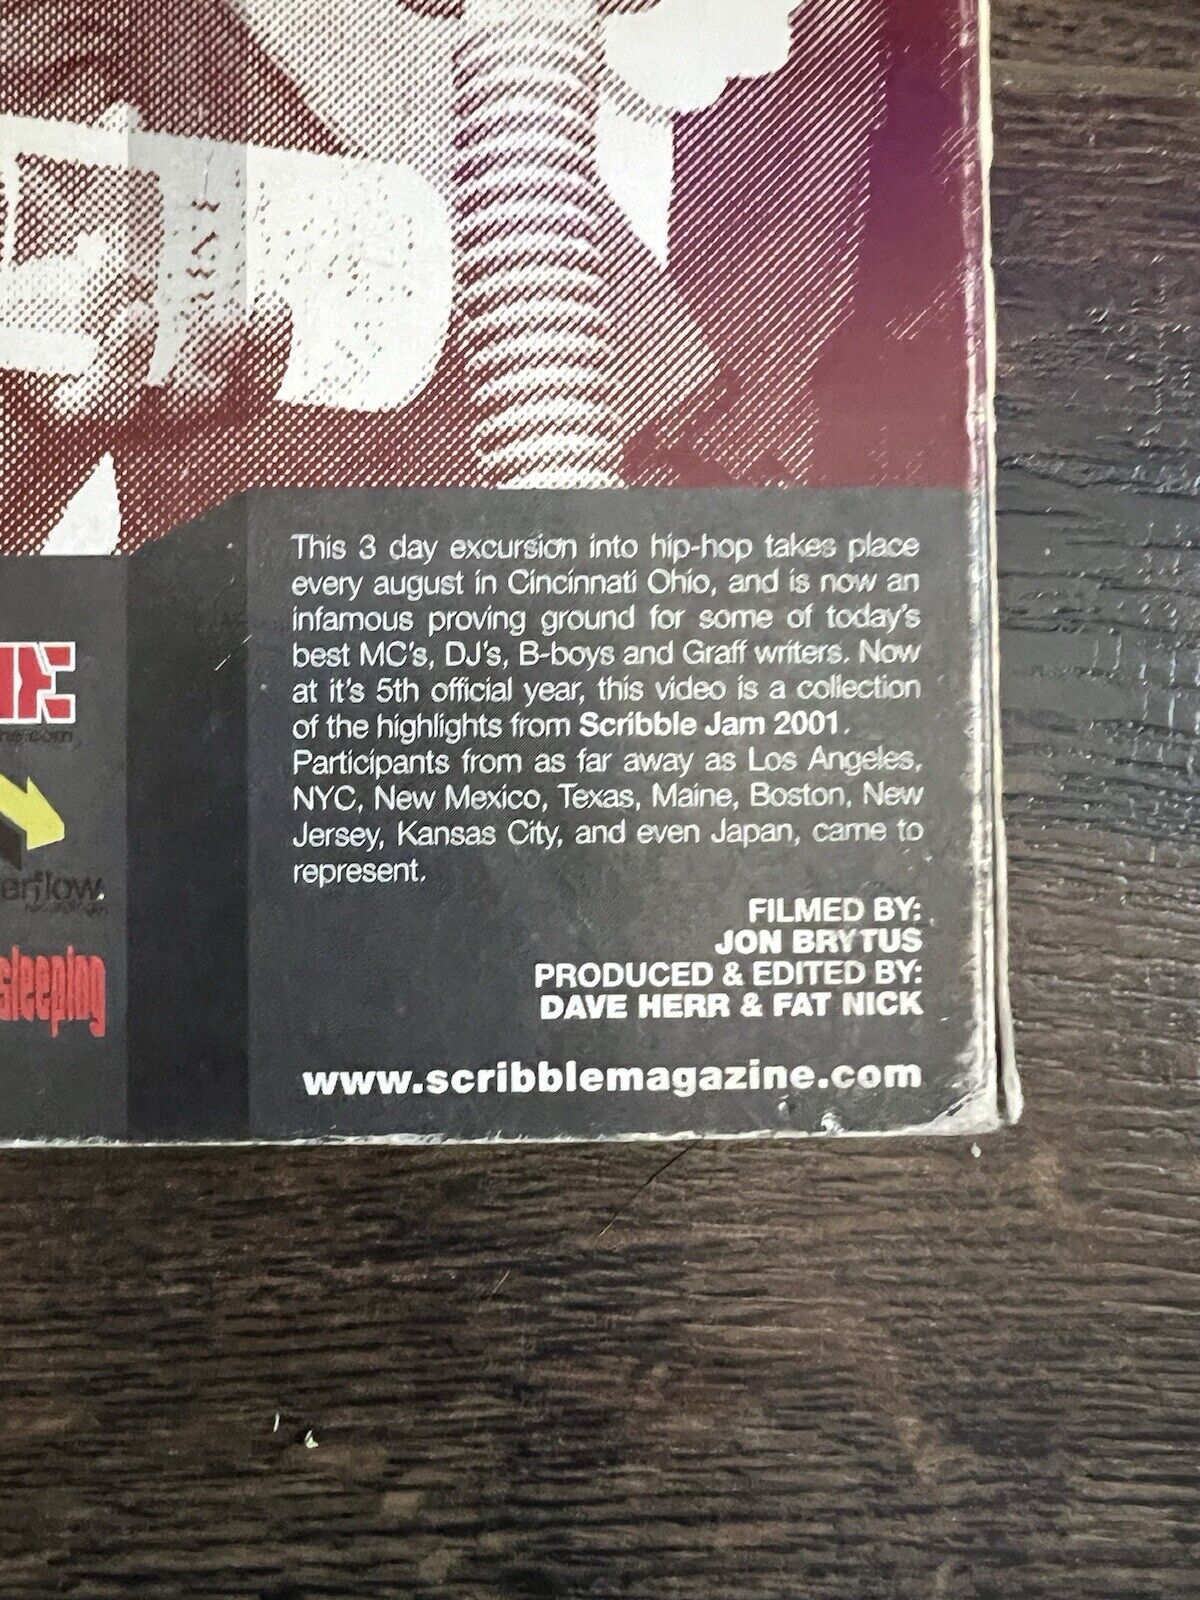 This 3 day excursion into hip-hop takes place
every august in Cincinnati Ohio, and is now an
infamous proving ground for some of today's
best MC's, DJ's, B-boys and Graff writers. Now
at it's 5th official year, this video is a collection
of the highlights from Scribble Jam 2001.
Participants from as far away as Los Angeles,
NYC, New Mexico, Texas, Maine, Boston, New
Jersey, Kansas City, and even Japan, came to
represent.
FILMED BY:
JON BRYTUS
PRODUCED & EDITED BY:
DAVE HERR & FAT NICK
www.scribblemagazine.com
sleeping